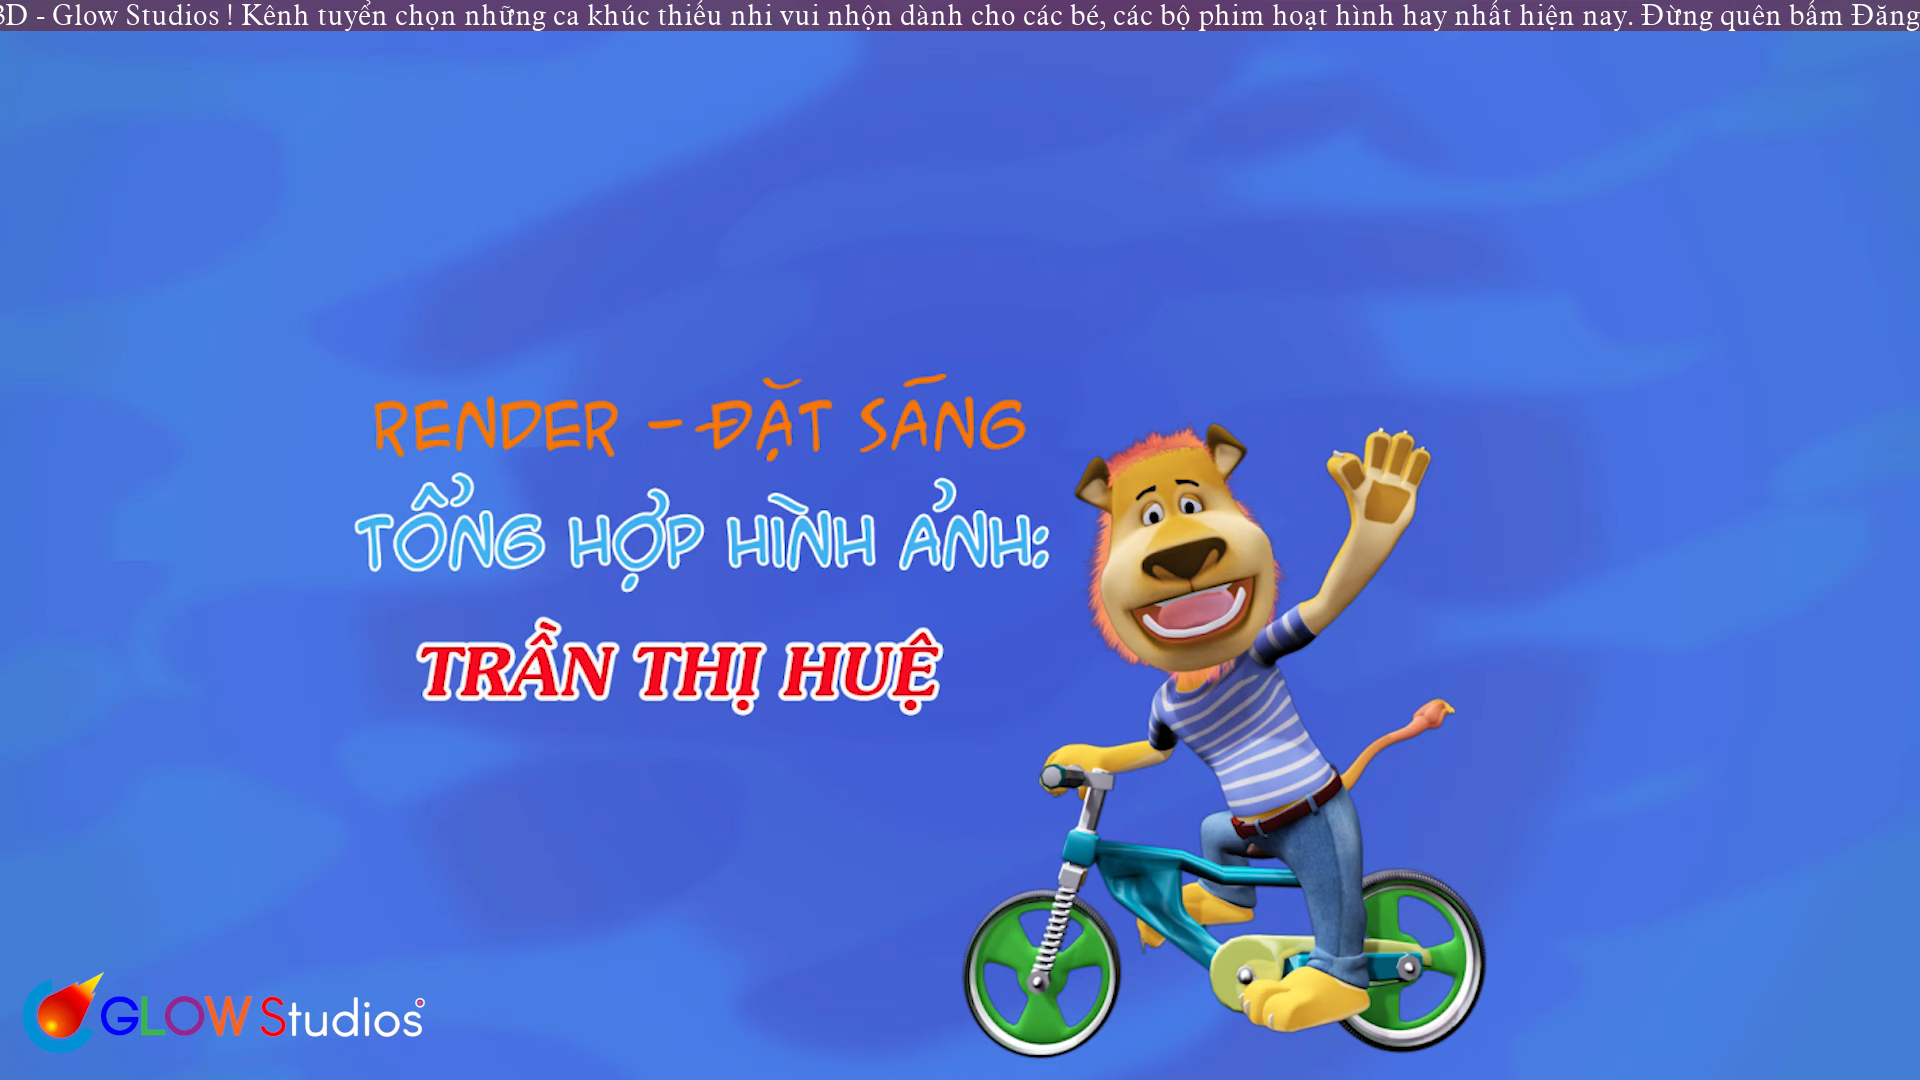 3D - Glow Studios ! Kênh tuyển chọn những ca khúc thiếu nhi vui nhộn dành cho các bé, các bộ phim hoạt hình hay nhất hiện nay. Đừng quên bấm Đăng
RENDER - ĐẶT SÁNG
TỔNG HỢP HÌNH ẢNH:
TRẦN THỊ HUỆ
GLOW Studios